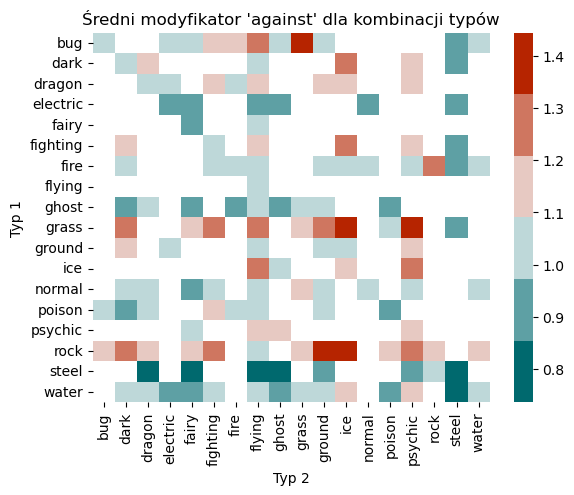 Średni modyfikator 'against' dla kombinacji typów
Typ 1
bug
dark
dragon
electric
fairy
fighting
fire
flying
ghost
grass
ground
ice
normal
poison
psychic
rock
steel
water
bug
dark
dragon
electric
fairy
fighting
fire
flying
ghost
grass
ground
ice
normal
poison
psychic
rock
steel
water
Typ 2
1.4
1.3
1.2
1.1
1.0
0.9
0.8